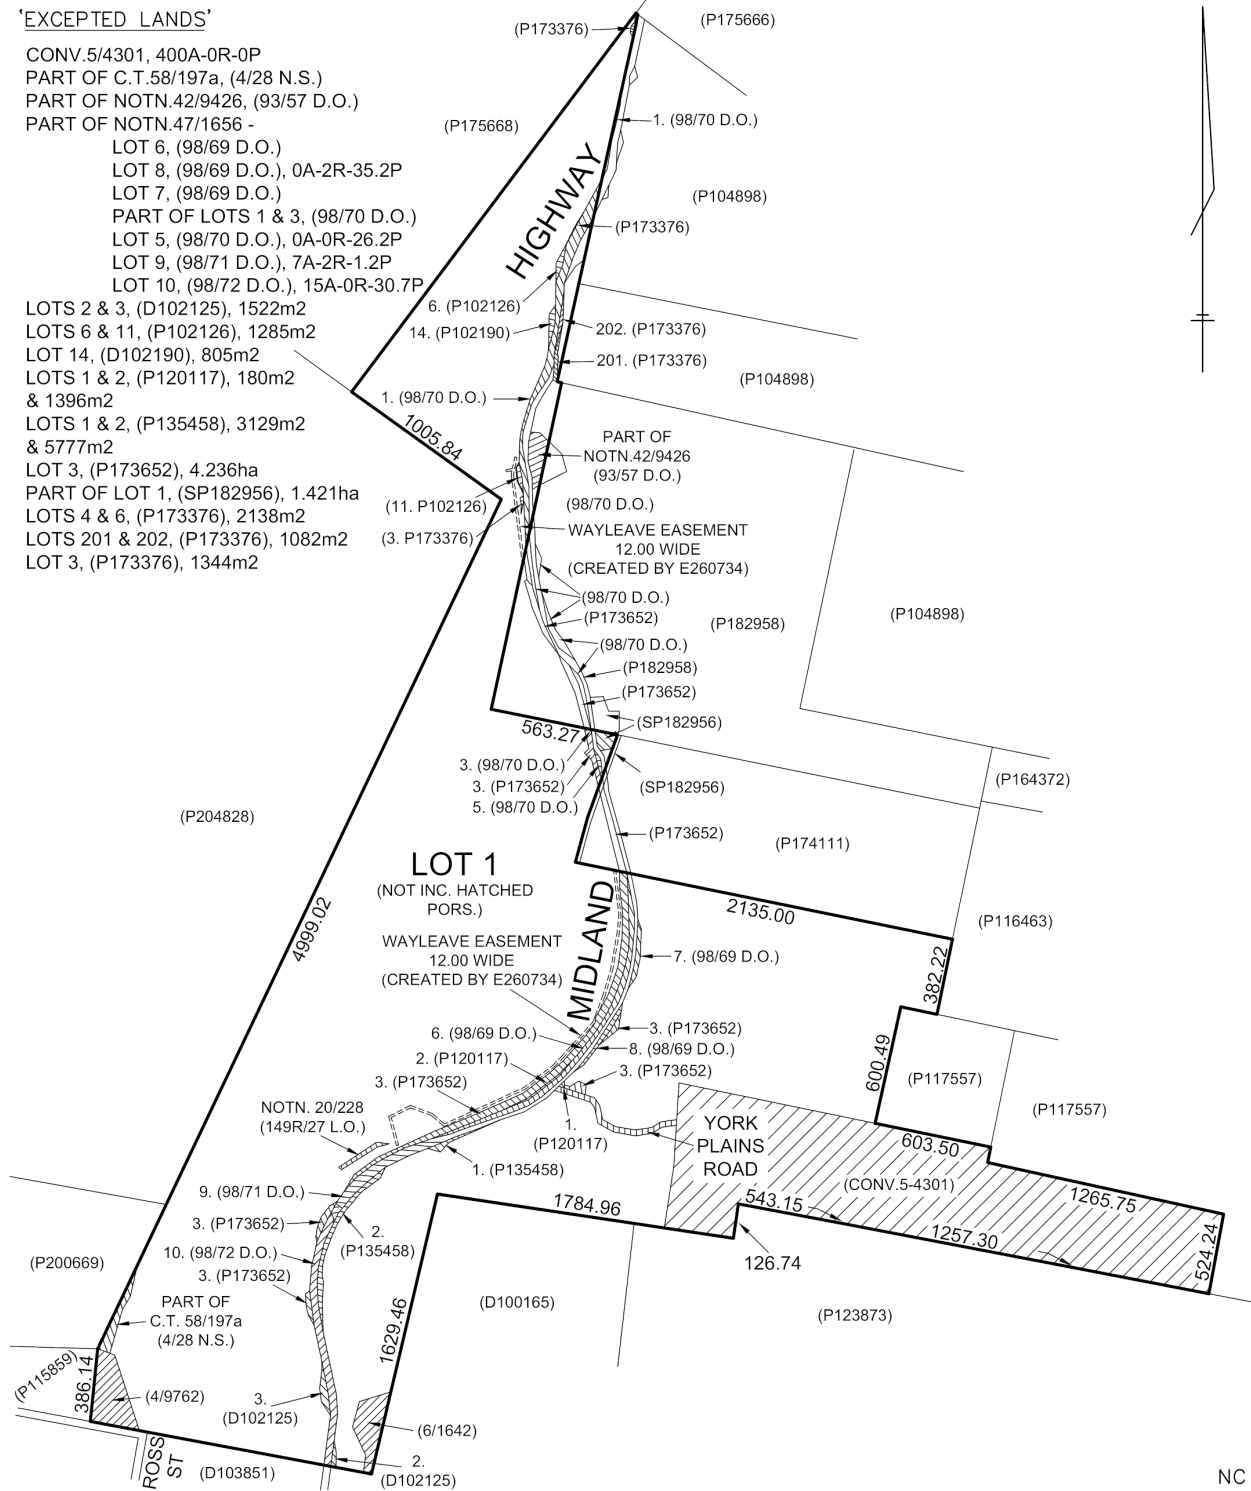 'EXCEPTED LANDS'
CONV.5/4301, 400A-0R-0P
PART OF C.T.58/197a, (4/28 N.S.)
PART OF NOTN.42/9426, (93/57 D.O.)
PART OF NOTN.47/1656 -
LOT 6, (98/69 D.O.)
LOT 8, (98/69 D.O.), 0A-2R-35.2P
LOT 7, (98/69 D.O.)
PART OF LOTS 1 & 3, (98/70 D.O.)
LOT 5, (98/70 D.O.), 0A-0R-26.2P
LOT 9, (98/71 D.O.), 7A-2R-1.2P
LOT 10, (98/72 D.O.), 15A-0R-30.7P
LOTS 2 & 3, (D102125), 1522m2
LOTS 6 & 11, (P102126), 1285m2
LOT 14, (D102190), 805m2
LOTS 1 & 2, (P120117), 180m2
& 1396m2
LOTS 1 & 2, (P135458), 3129m2
& 5777m2
LOT 3, (P173652), 4.236ha
PART OF LOT 1, (SP182956), 1.421ha
LOTS 4 & 6, (P173376), 2138m2
LOTS 201 & 202, (P173376), 1082m2
LOT 3, (P173376), 1344m2
(P173376)
(P175666)
(P175668)
1. (98/70 D.O.)
HIGHWAY
(P104898)
(P173376)
6. (P102126)
14. (P102190)
202. (P173376)
201. (P173376)
(P104898)
1. (98/70 D.O.)
1005.84
PART OF
NOTN.42/9426
(93/57 D.O.)
(11. P102126)
(98/70 D.O.)
(3. P173376)
WAYLEAVE EASEMENT
12.00 WIDE
(CREATED BY E260734)
(98/70 D.O.)
(P173652)
(P182958)
(P104898)
(98/70 D.O.)
(P182958)
(P173652)
(SP182956)
563.27
3. (98/70 D.O.)
3. (P173652)
5. (98/70 D.O.)
(SP182956)
(P164372)
(P204828)
(P173652)
(P174111)
LOT 1
(NOT INC. HATCHED
PORS.)
MIDLAND
2135.00
(P116463)
4999.02
WAYLEAVE EASEMENT
12.00 WIDE
(CREATED BY E260734)
7. (98/69 D.O.)
382.22
6. (98/69 D.O.)
3. (P173652)
8. (98/69 D.O.)
2. (P120117)
3. (P173652)
3. (P173652)
600.49
(P117557)
(P117557)
NOTN. 20/228
(149R/27 L.O.)
1.
(P120117)
YORK
PLAINS
ROAD
603.50
1. (P135458)
(CONV.5-4301)
9. (98/71 D.O.)
1784.96
543.15
1265.75
3. (P173652)
2.
(P135458)
1257.30
10. (98/72 D.O.)
126.74
524.24
(P200669)
3. (P173652)
PART OF
C.T. 58/197a
(4/28 N.S.)
1629.46
(D100165)
(P123873)
(P115859)
386.14
(4/9762)
3.
(D102125)
(6/1642)
ROSS
ST
(D103851)
2.
(D102125)
NC